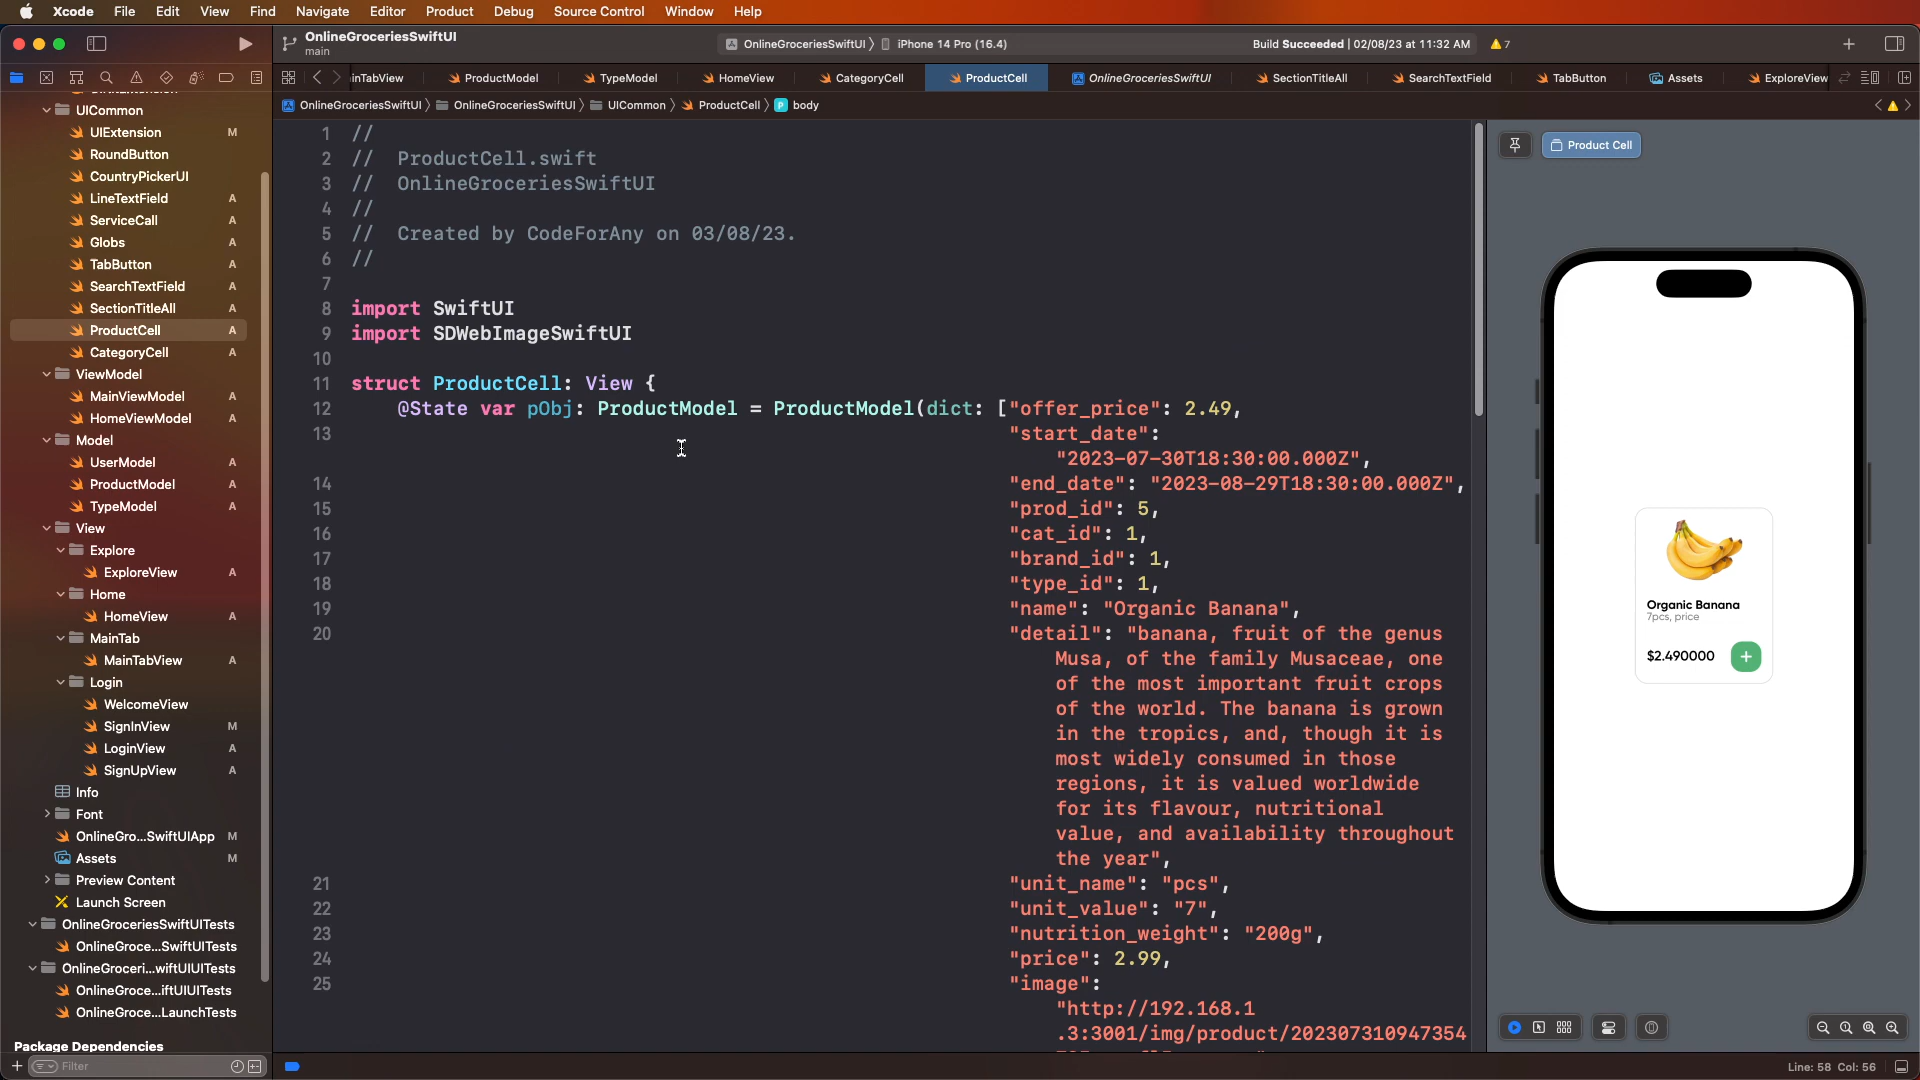 Xcode File Edit View Find Navigate Editor Product Debug Source Control Window Help
OnlineGroceriesSwiftUI
main
OnlineGroceriesSwiftUI iPhone 14 Pro (16.4)
Build Succeeded | 02/08/23 at 11:32 AM 7
inTabView ProductModel TypeModel HomeView CategoryCell ProductCell OnlineGroceriesSwiftUI SectionTitleAll SearchTextField TabButton Assets ExploreView
OnlineGroceriesSwiftUI OnlineGroceriesSwiftUI UICommon ProductCell P body
UICommon
UIExtension M
RoundButton
CountryPickerUI
LineTextField A
ServiceCall A
Globs A
TabButton A
SearchTextField A
SectionTitleAll A
ProductCell A
CategoryCell A
ViewModel
MainViewModel A
HomeViewModel A
Model
UserModel A
ProductModel A
TypeModel A
View
Explore
ExploreView A
Home
HomeView A
MainTab
MainTabView A
Login
WelcomeView
SignInView M
LoginView A
SignUpView A
Info
Font
OnlineGro...SwiftUIApp M
Assets M
Preview Content
Launch Screen
OnlineGroceriesSwiftUITests
OnlineGroce...SwiftUITests
OnlineGroceri...wiftUIUITests
OnlineGroce...iftUIUITests
OnlineGroce...LaunchTests
Package Dependencies
Filter
1 //
2 // ProductCell.swift
3 // OnlineGroceriesSwiftUI
4 //
5 // Created by CodeForAny on 03/08/23.
6 //
7
8 import SwiftUI
9 import SDWebImageSwiftUI
10
11 struct ProductCell: View {
12 @State var pObj: ProductModel = ProductModel(dict: ["offer_price": 2.49,
13 "start_date":
"2023-07-30T18:30:00.000Z",
14 "end_date": "2023-08-29T18:30:00.000Z",
15 "prod_id": 5,
16 "cat_id": 1,
17 "brand_id": 1,
18 "type_id": 1,
19 "name": "Organic Banana",
20 "detail": "banana, fruit of the genus
Musa, of the family Musaceae, one
of the most important fruit crops
of the world. The banana is grown
in the tropics, and, though it is
most widely consumed in those
regions, it is valued worldwide
for its flavour, nutritional
value, and availability throughout
the year",
21 "unit_name": "pcs",
22 "unit_value": "7",
23 "nutrition_weight": "200g",
24 "price": 2.99,
25 "image":
"http://192.168.1
.3:3001/img/product/202307310947354
Product Cell
Organic Banana
7pcs, price
$2.490000 +
Line: 58 Col: 56